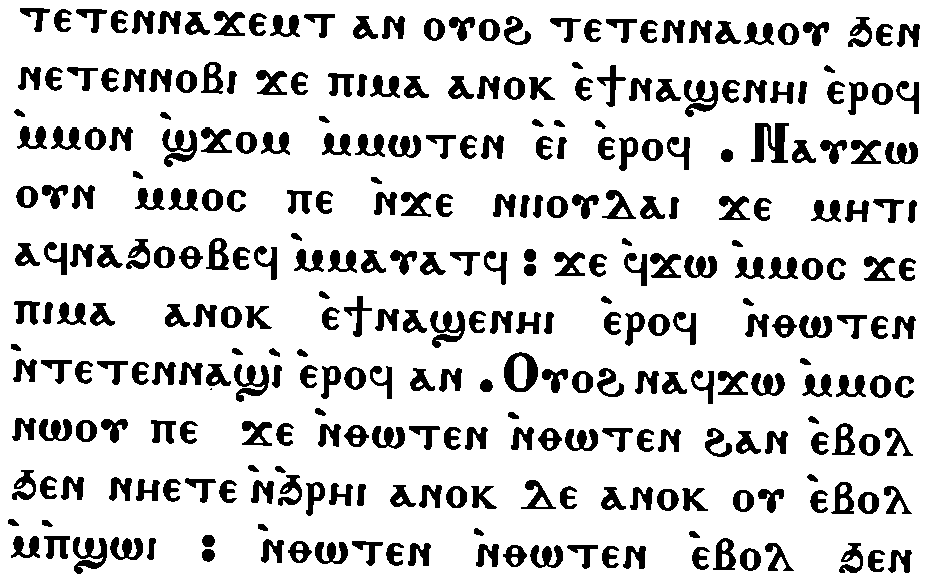 ⲧⲉⲧⲉⲛⲛⲁϫⲉⲙⲧ ⲁⲛ ⲟⲩⲟϩ ⲧⲉⲧⲉⲛⲛⲁⲙⲟⲩ ϧⲉⲛ
ⲛⲉⲧⲉⲛⲛⲟⲃⲓ ϫⲉ ⲡⲓⲙⲁ ⲁⲛⲟⲕ ⲉ̀ϯⲛⲁϣⲉⲛⲏⲓ ⲉ̀ⲣⲟϥ
ⲙ̀ⲙⲟⲛ ϣ̀ϫⲟⲙ ⲙ̀ⲙⲱⲧⲉⲛ ⲉ̀ⲓ̀ ⲉ̀ⲣⲟϥ . Ⲛⲁⲩϫⲱ
ⲟⲩⲛ ⲙ̀ⲙⲟⲥ ⲡⲉ ⲛ̀ϫⲉ ⲛⲓⲓⲟⲩⲇⲁⲓ ϫⲉ ⲙⲏⲧⲓ
ⲁϥⲛⲁϧⲟⲑⲃⲉϥ ⲙ̀ⲙⲁⲩⲁⲧϥ : ϫⲉ ϥ̀ϫⲱ ⲙ̀ⲙⲟⲥ ϫⲉ
ⲡⲓⲙⲁ ⲁⲛⲟⲕ ⲉ̀ϯⲛⲁϣⲉⲛⲏⲓ ⲉ̀ⲣⲟϥ ⲛ̀ⲑⲱⲧⲉⲛ
ⲛ̀ⲧⲉⲧⲉⲛⲛⲁϣ̀ⲓ̀ ⲉ̀ⲣⲟϥ ⲁⲛ . Ⲟⲩⲟϩ ⲛⲁϥϫⲱ ⲙ̀ⲙⲟⲥ
ⲛⲱⲟⲩ ⲡⲉ ϫⲉ ⲛ̀ⲑⲱⲧⲉⲛ ⲛ̀ⲑⲱⲧⲉⲛ ϩⲁⲛ ⲉ̀ⲃⲟⲗ
ϧⲉⲛ ⲛⲏⲉⲧⲉ ⲛ̀ϧ̀ⲣⲏⲓ ⲁⲛⲟⲕ ⲇⲉ ⲁⲛⲟⲕ ⲟⲩ ⲉ̀ⲃⲟⲗ
ⲙ̀ⲡ̀ϣⲱⲓ : ⲛ̀ⲑⲱⲧⲉⲛ ⲛ̀ⲑⲱⲧⲉⲛ ⲉ̀ⲃⲟⲗ ϧⲉⲛ